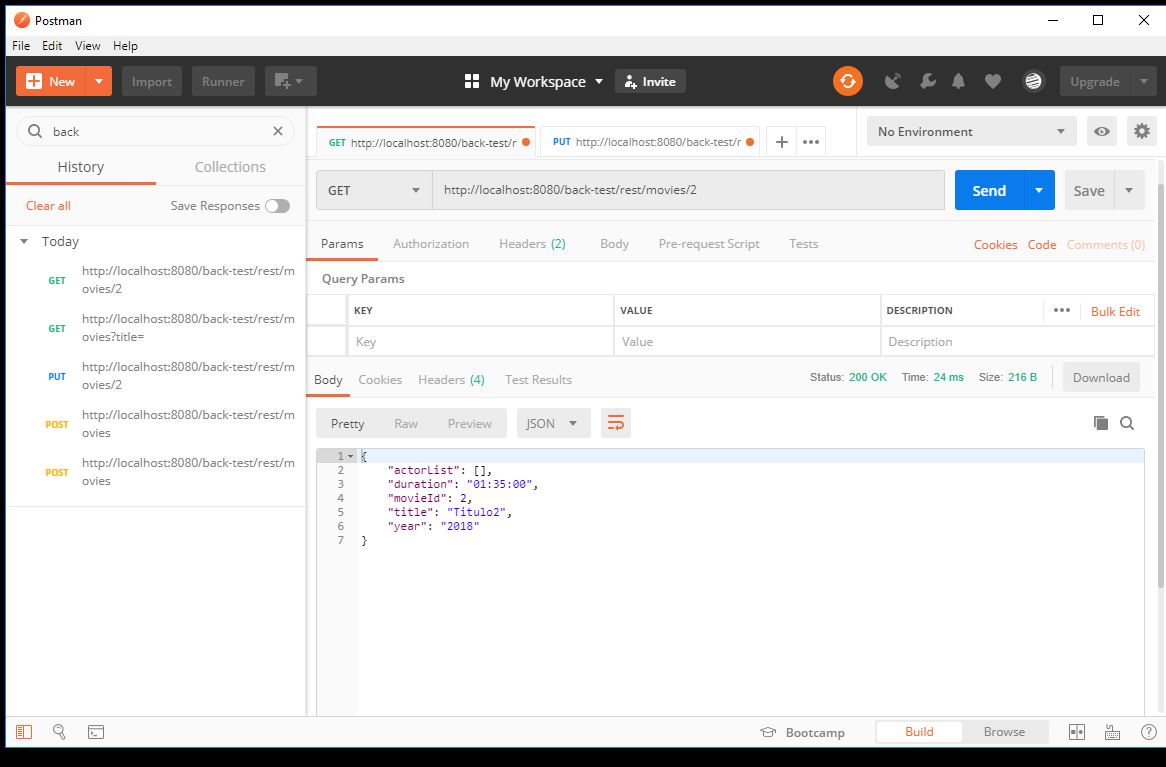 Postman
File Edit View Help
New Import Runner My Workspace Invite Upgrade
back
History Collections
Clear all Save Responses
Today
GET http://localhost:8080/back-test/rest/m
ovies/2
GET http://localhost:8080/back-test/rest/m
ovies?title=
PUT http://localhost:8080/back-test/rest/m
ovies/2
POST http://localhost:8080/back-test/rest/m
ovies
POST http://localhost:8080/back-test/rest/m
ovies
GET http://localhost:8080/back-test/r PUT http://localhost:8080/back-test/r No Environment
GET http://localhost:8080/back-test/rest/movies/2 Send Save
Params Authorization Headers (2) Body Pre-request Script Tests Cookies Code Comments (0)
Query Params
KEY VALUE DESCRIPTION Bulk Edit
Key Value Description
Body Cookies Headers (4) Test Results Status: 200 OK Time: 24 ms Size: 216 B Download
Pretty Raw Preview JSON
1 {
2 "actorList": [],
3 "duration": "01:35:00",
4 "movieId": 2,
5 "title": "Titulo2",
6 "year": "2018"
7 }
Bootcamp Build Browse